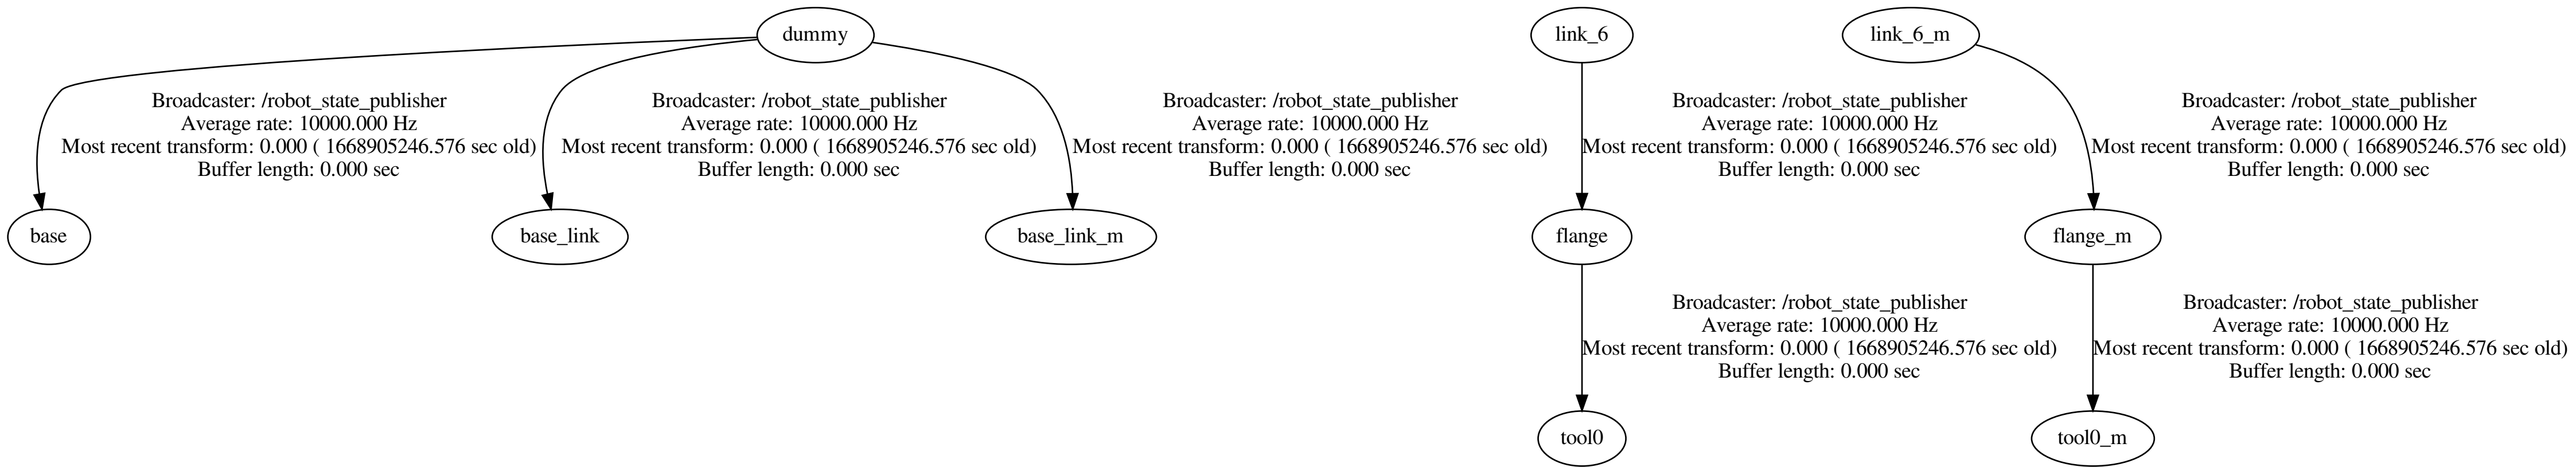 dummy
link_6
link_6_m
Broadcaster: /robot_state_publisher
Average rate: 10000.000 Hz
Most recent transform: 0.000 ( 1668905246.576 sec old)
Buffer length: 0.000 sec
Broadcaster: /robot_state_publisher
Average rate: 10000.000 Hz
Most recent transform: 0.000 ( 1668905246.576 sec old)
Buffer length: 0.000 sec
Broadcaster: /robot_state_publisher
Average rate: 10000.000 Hz
Most recent transform: 0.000 ( 1668905246.576 sec old)
Buffer length: 0.000 sec
Broadcaster: /robot_state_publisher
Average rate: 10000.000 Hz
Most recent transform: 0.000 ( 1668905246.576 sec old)
Buffer length: 0.000 sec
Broadcaster: /robot_state_publisher
Average rate: 10000.000 Hz
Most recent transform: 0.000 ( 1668905246.576 sec old)
Buffer length: 0.000 sec
base
base_link
base_link_m
flange
flange_m
Broadcaster: /robot_state_publisher
Average rate: 10000.000 Hz
Most recent transform: 0.000 ( 1668905246.576 sec old)
Buffer length: 0.000 sec
Broadcaster: /robot_state_publisher
Average rate: 10000.000 Hz
Most recent transform: 0.000 ( 1668905246.576 sec old)
Buffer length: 0.000 sec
tool0
tool0_m